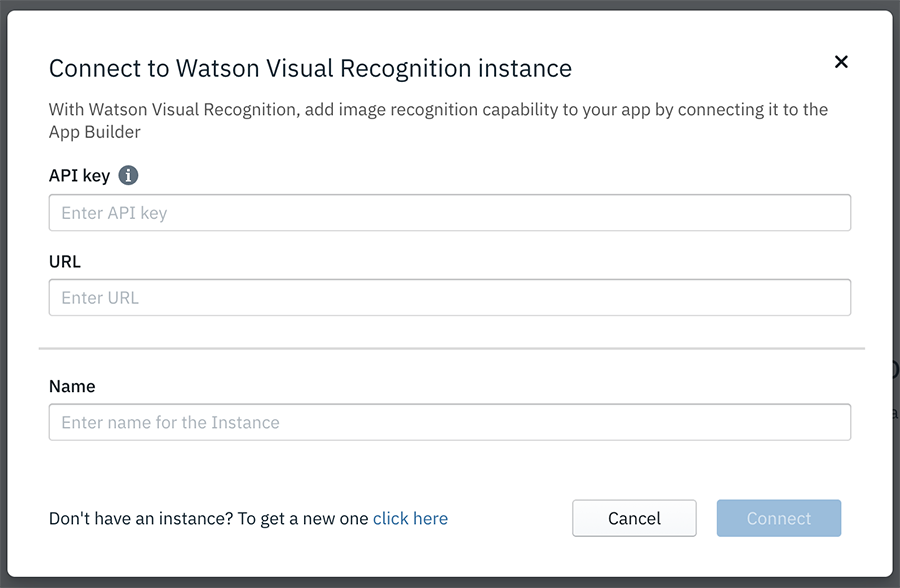 Connect to Watson Visual Recognition instance
With Watson Visual Recognition, add image recognition capability to your app by connecting it to the
App Builder
API key
Enter API key
URL
Enter URL
Name
Enter name for the Instance
Don't have an instance? To get a new one click here
Cancel
Connect